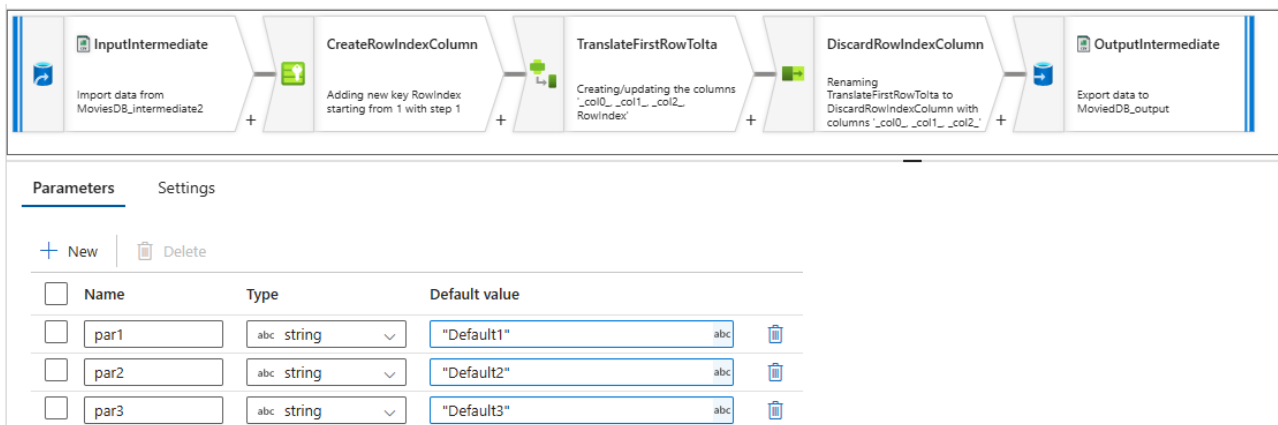 InputIntermediate
Import data from
MoviesDB_intermediate2
+
CreateRowIndexColumn
Adding new key RowIndex
starting from 1 with step 1
+
TranslateFirstRowToIta
Creating/updating the columns
'_col0_, _col1_, _col2_,
RowIndex'
+
DiscardRowIndexColumn
Renaming
TranslateFirstRowToIta to
DiscardRowIndexColumn with
columns '_col0_, _col1_, _col2_'
+
OutputIntermediate
Export data to
MoviedDB_output
Parameters Settings
+ New Delete
Name Type Default value
par1 abc string "Default1" abc
par2 abc string "Default2" abc
par3 abc string "Default3" abc